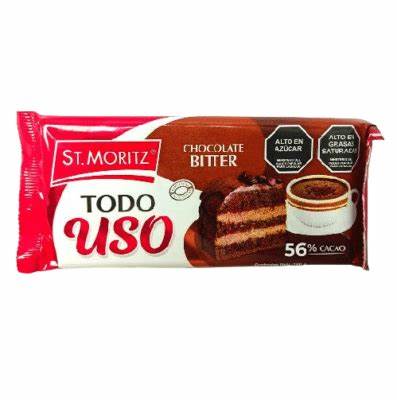 ST. MORITZ
TODO
USO
CHOCOLATE
BITTER
ALTO EN
AZÚCAR
ALTO EN
GRASAS
SATURADAS
56% CACAO